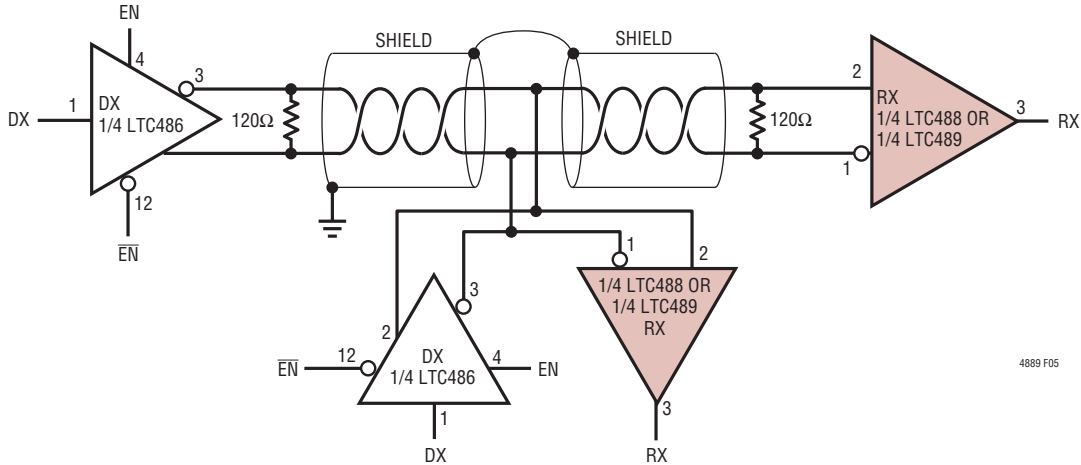 EN
4
3
DX
1
DX
1/4 LTC486
12
EN
120Ω
SHIELD
SHIELD
120Ω
2
1
RX
1/4 LTC488 OR
1/4 LTC489
3
RX
3
2
12
EN
DX
1/4 LTC486
4
EN
1
DX
1
2
1/4 LTC488 OR
1/4 LTC489
RX
3
RX
4889 F05